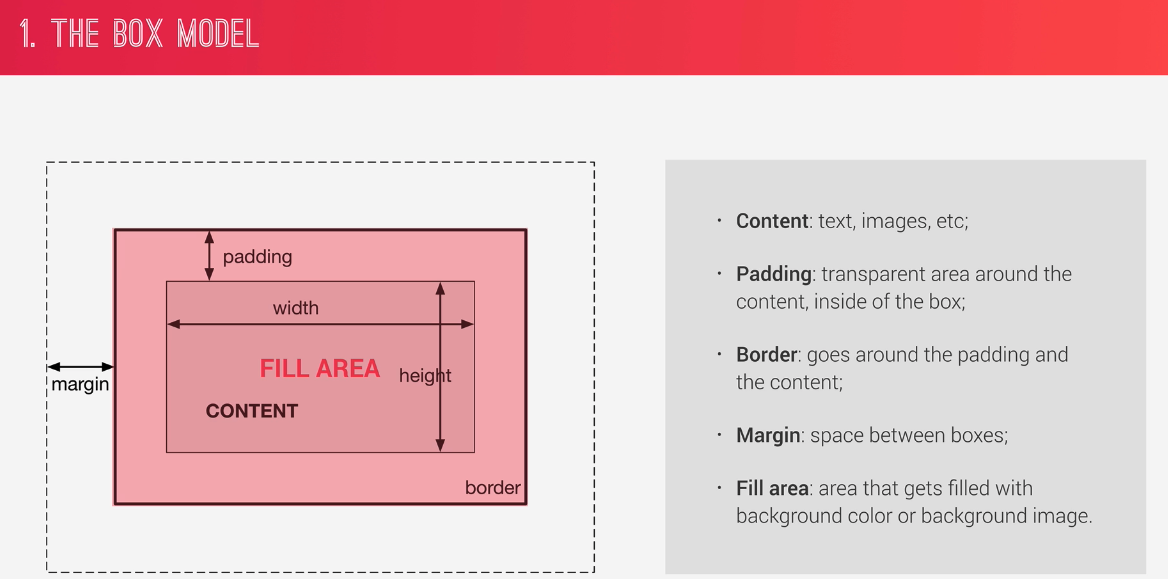 1. THE BOX MODEL
padding
width
FILL AREA
height
margin
CONTENT
border
· Content: text, images, etc;
· Padding: transparent area around the
content, inside of the box;
· Border: goes around the padding and
the content;
· Margin: space between boxes;
· Fill area: area that gets filled with
background color or background image.